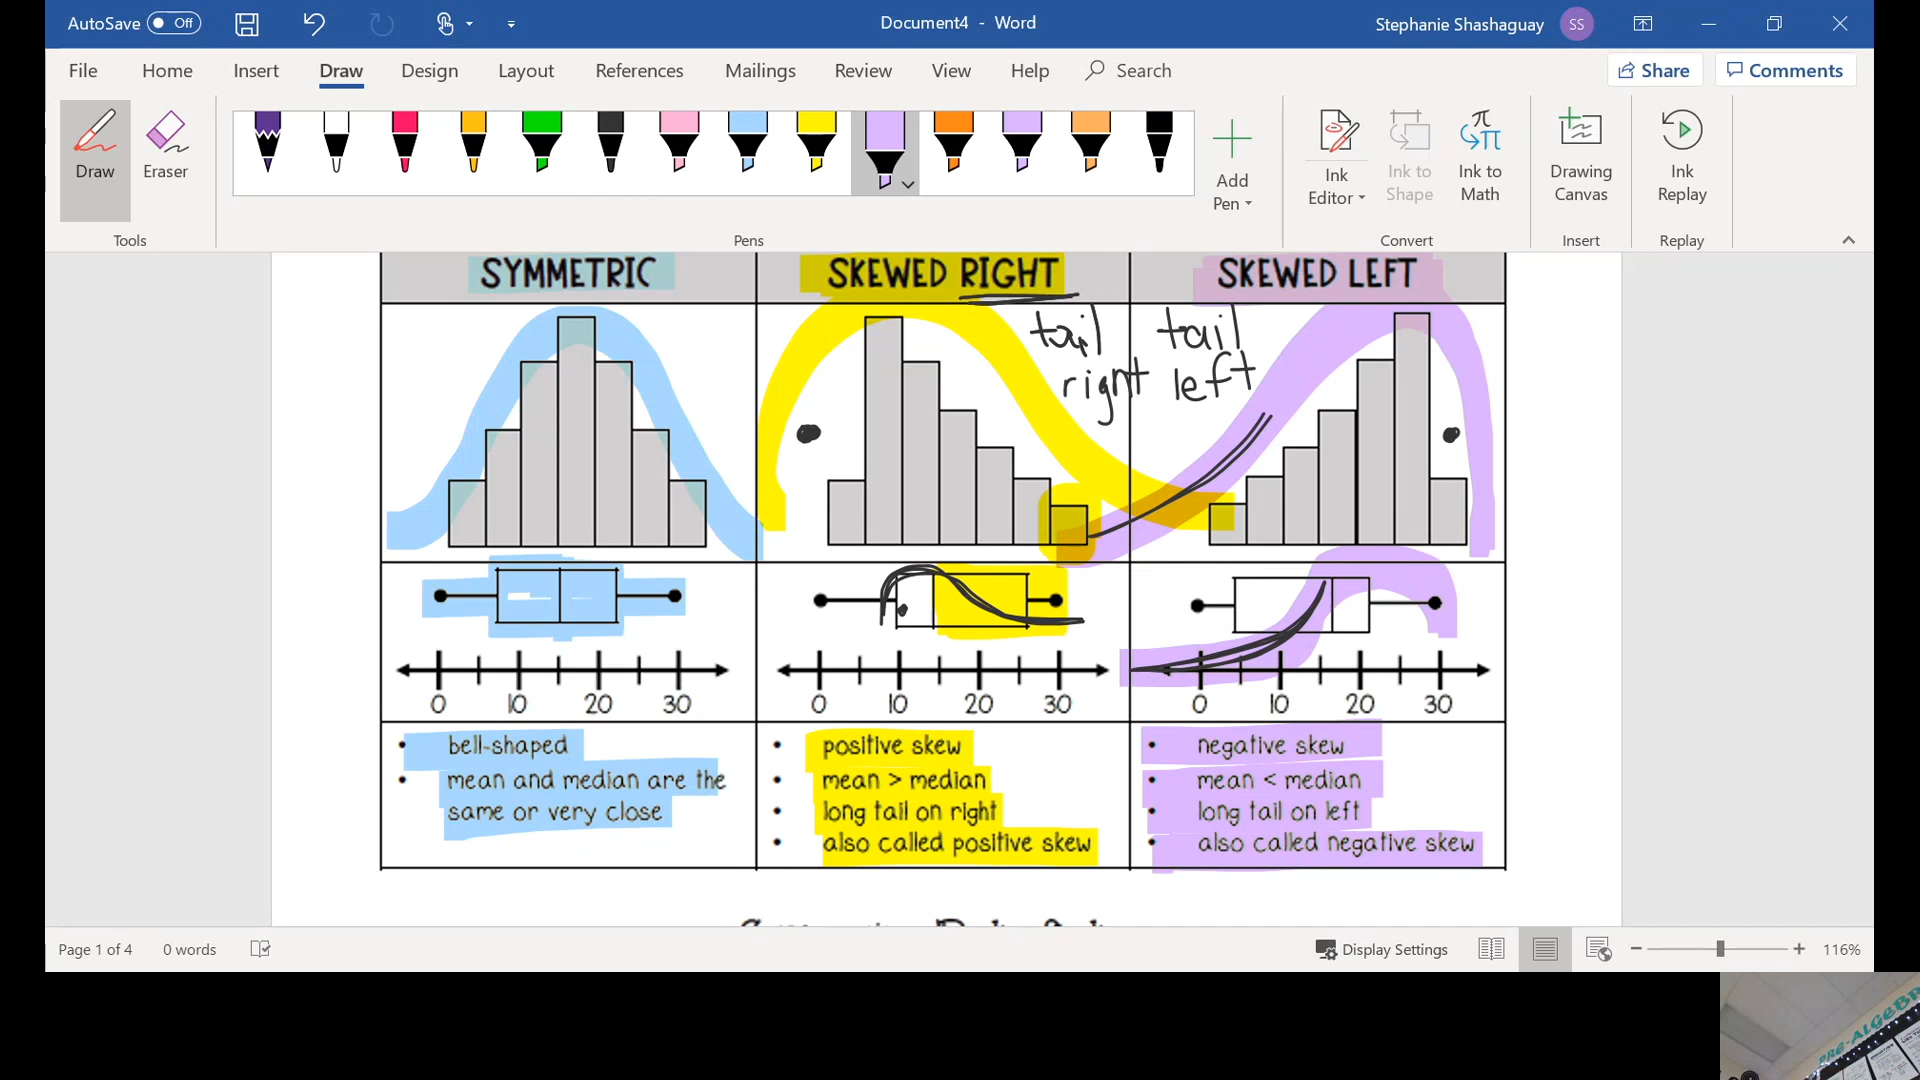 AutoSave Off Document4 - Word Stephanie Shashaguay SS
File Home Insert Draw Design Layout References Mailings Review View Help Search Share Comments
Draw Eraser Add Pen Ink Editor Ink to Shape Ink to Math Drawing Canvas Ink Replay
Tools Pens Convert Insert Replay
SYMMETRIC SKEWED RIGHT SKEWED LEFT
tail tail
right left
0 10 20 30 0 10 20 30 0 10 20 30
• bell-shaped
• mean and median are the
same or very close
• positive skew
• mean > median
• long tail on right
• also called positive skew
• negative skew
• mean < median
• long tail on left
• also called negative skew
Page 1 of 4 0 words Display Settings 116%
PRE-ALGEBR